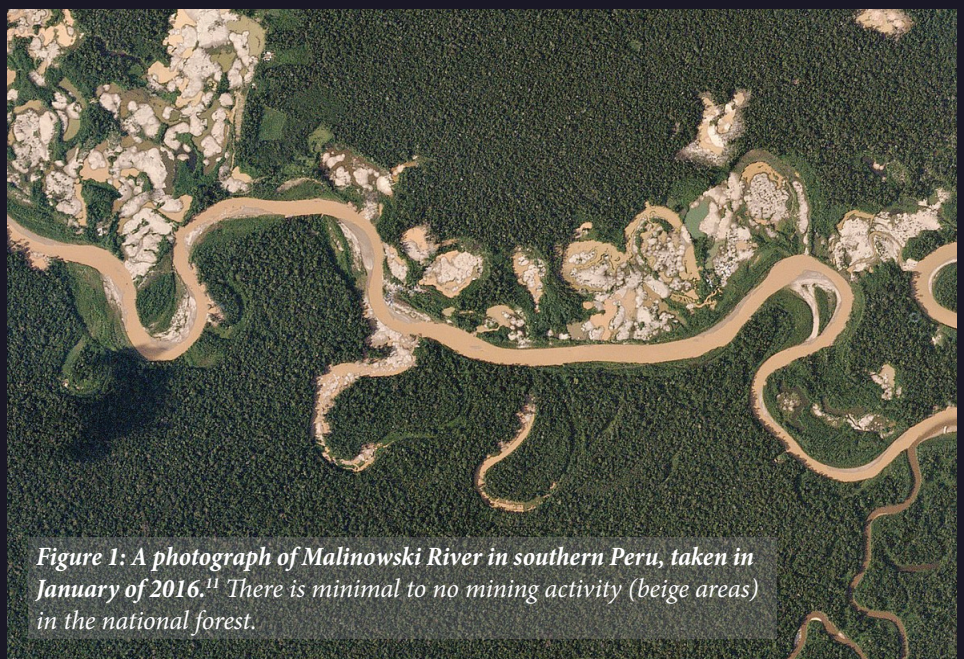 Figure 1: A photograph of Malinowski River in southern Peru, taken in
January of 2016.¹¹ There is minimal to no mining activity (beige areas)
in the national forest.